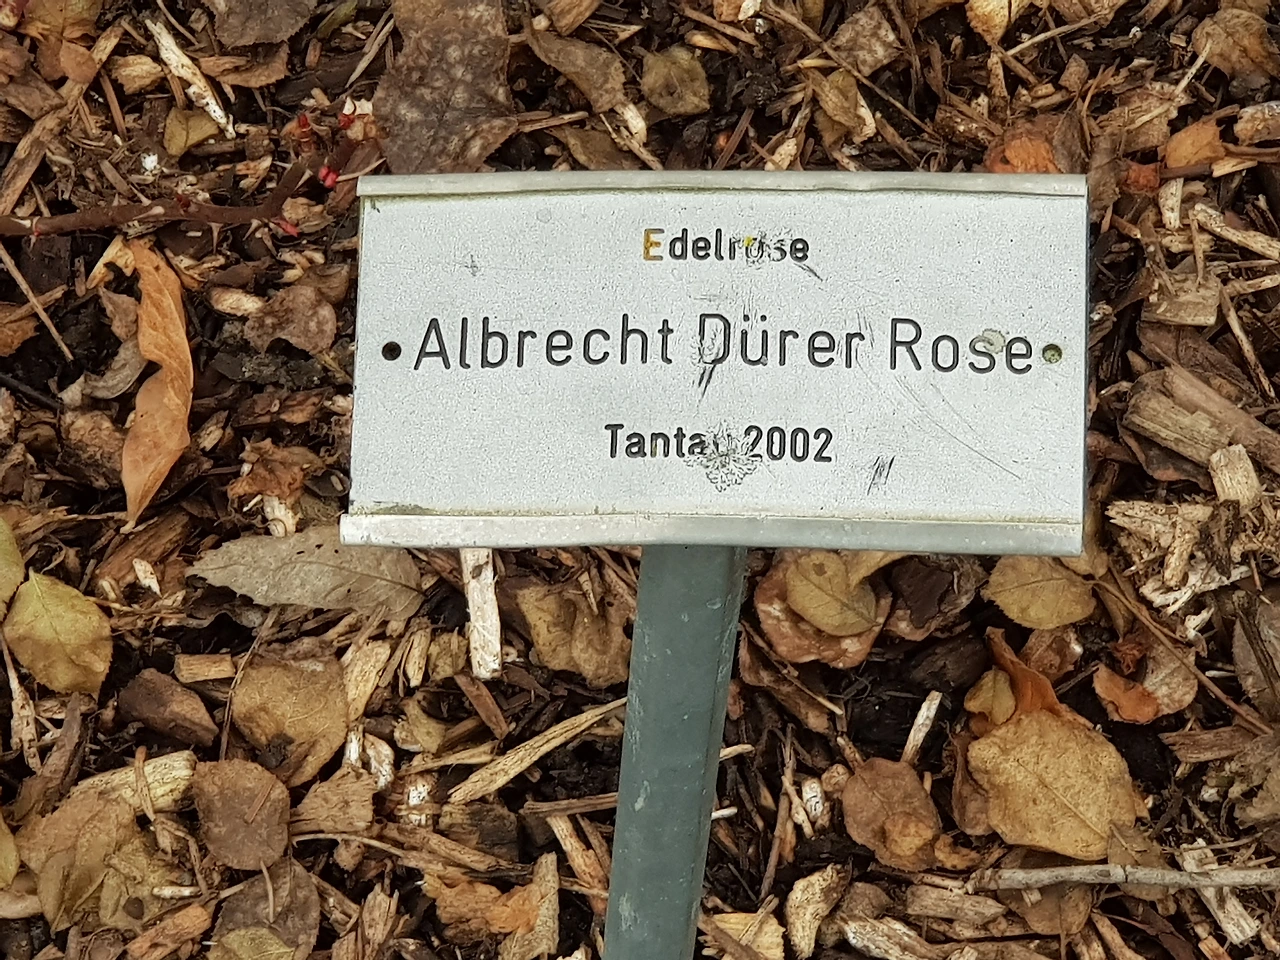 Edelrose
Albrecht Dürer Rose
Tantau 2002